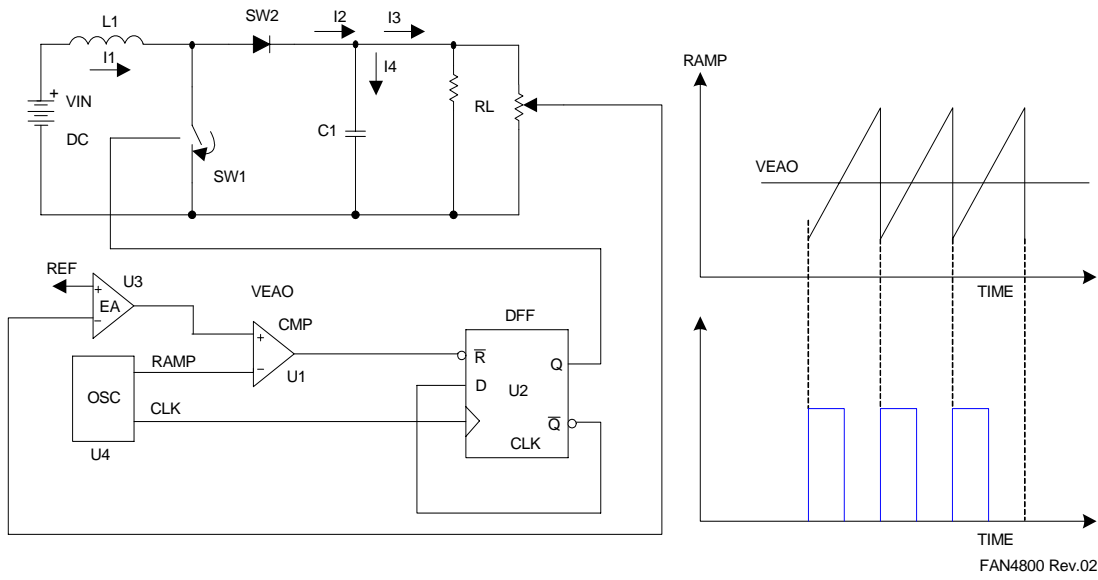 SW2
L1
I2
I3
I1
I4
+
VIN
DC
C1
RL
SW1
REF
U3
+
EA
−
VEAO
CMP
+
−
U1
RAMP
OSC
CLK
U4
DFF
R̅
Q
D
U2
Q̅
CLK
RAMP
VEAO
TIME
TIME
FAN4800 Rev.02